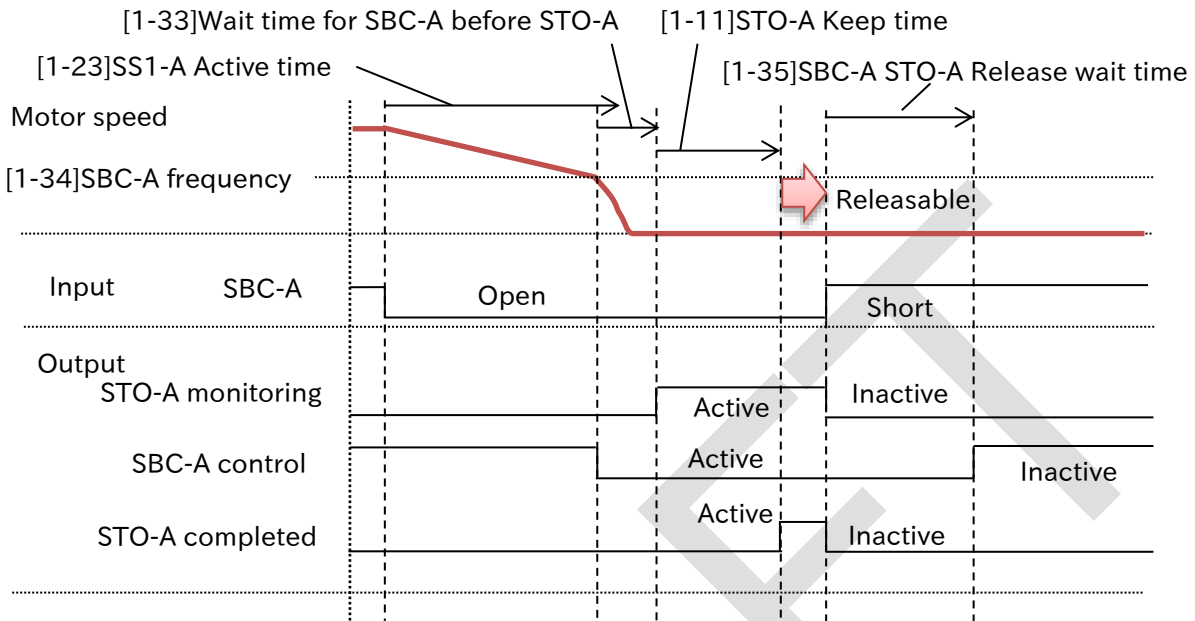 [1-33]Wait time for SBC-A before STO-A
[1-11]STO-A Keep time
[1-23]SS1-A Active time
[1-35]SBC-A STO-A Release wait time
Motor speed
[1-34]SBC-A frequency
Releasable
Input
SBC-A
Open
Short
Output
STO-A monitoring
Active
Inactive
SBC-A control
Active
Inactive
STO-A completed
Active
Inactive